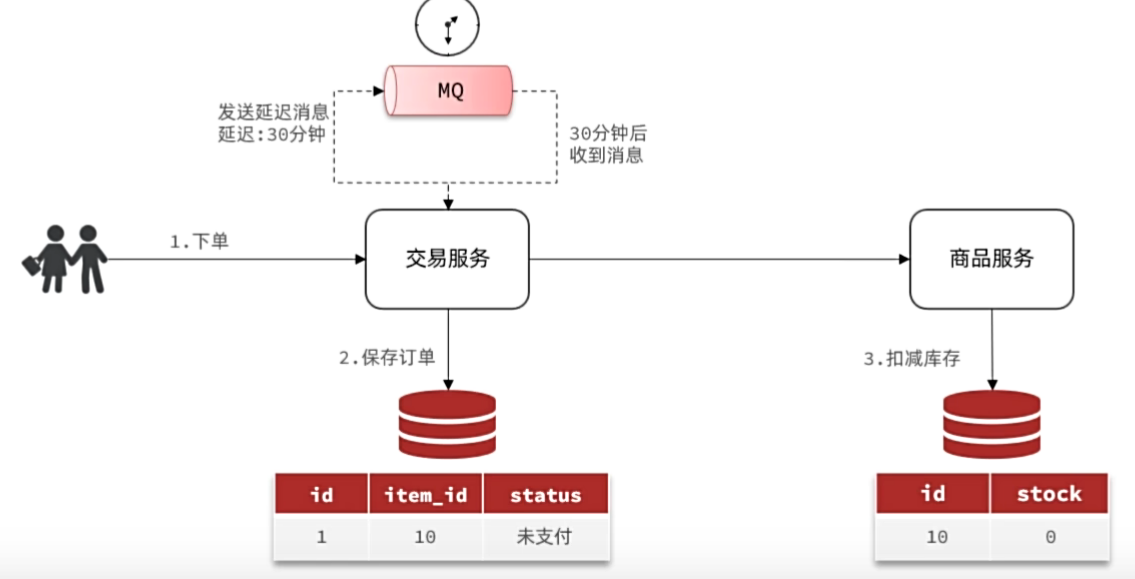 MQ
发送延迟消息
延迟:30分钟
30分钟后
收到消息
1.下单
交易服务
商品服务
2.保存订单
3.扣减库存
id item_id status
1 10 未支付
id stock
10 0